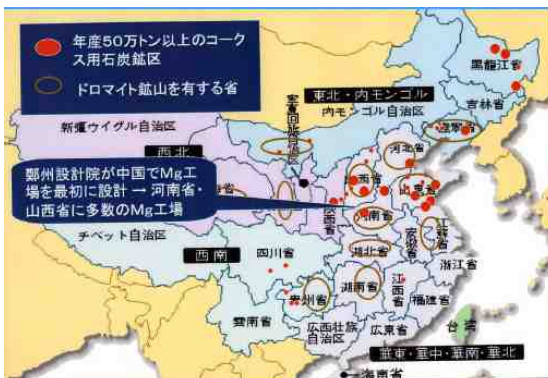 年産50万トン以上のコーク
ス用石炭鉱区
ドロマイト鉱山を有する省
黒龍江省
東北・内モンゴル
内モンゴル自治区
吉林省
遼寧省
新疆ウイグル自治区
河北省
西北
鄭州設計院が中国でMg工
場を最初に設計 → 河南省・
山西省に多数のMg工場
山東省
河南省
チベット自治区
西南
四川省
湖北省
安徽省
江蘇省
浙江省
貴州省
湖南省
江西省
福建省
雲南省
広西壮族
自治区
広東省
台湾
華東・華中・華南・華北
海南省